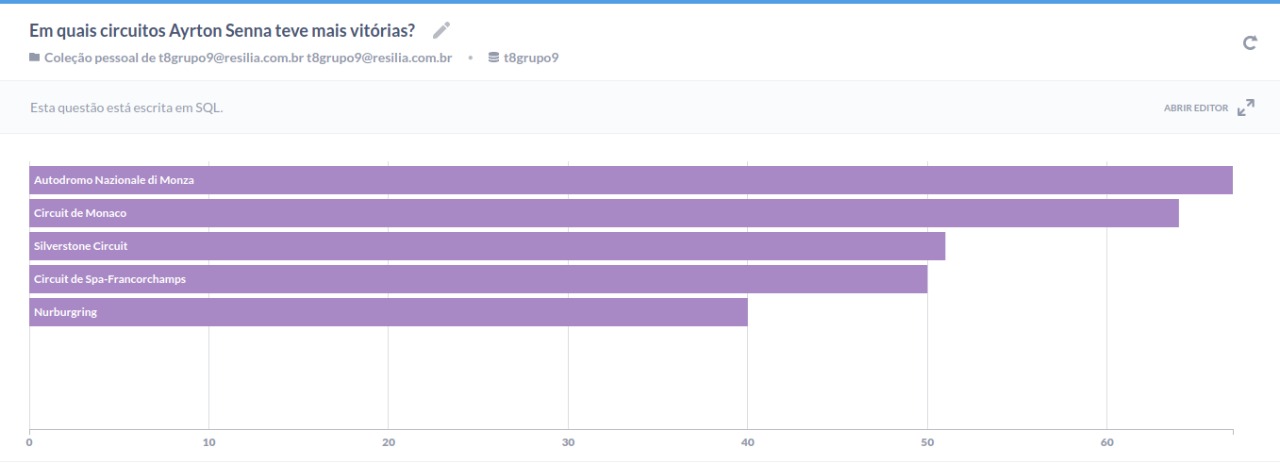 Em quais circuitos Ayrton Senna teve mais vitórias?
Coleção pessoal de t8grupo9@resilia.com.br t8grupo9@resilia.com.br • t8grupo9
Esta questão está escrita em SQL.
ABRIR EDITOR
Autodromo Nazionale di Monza
Circuit de Monaco
Silverstone Circuit
Circuit de Spa-Francorchamps
Nurburgring
0 10 20 30 40 50 60